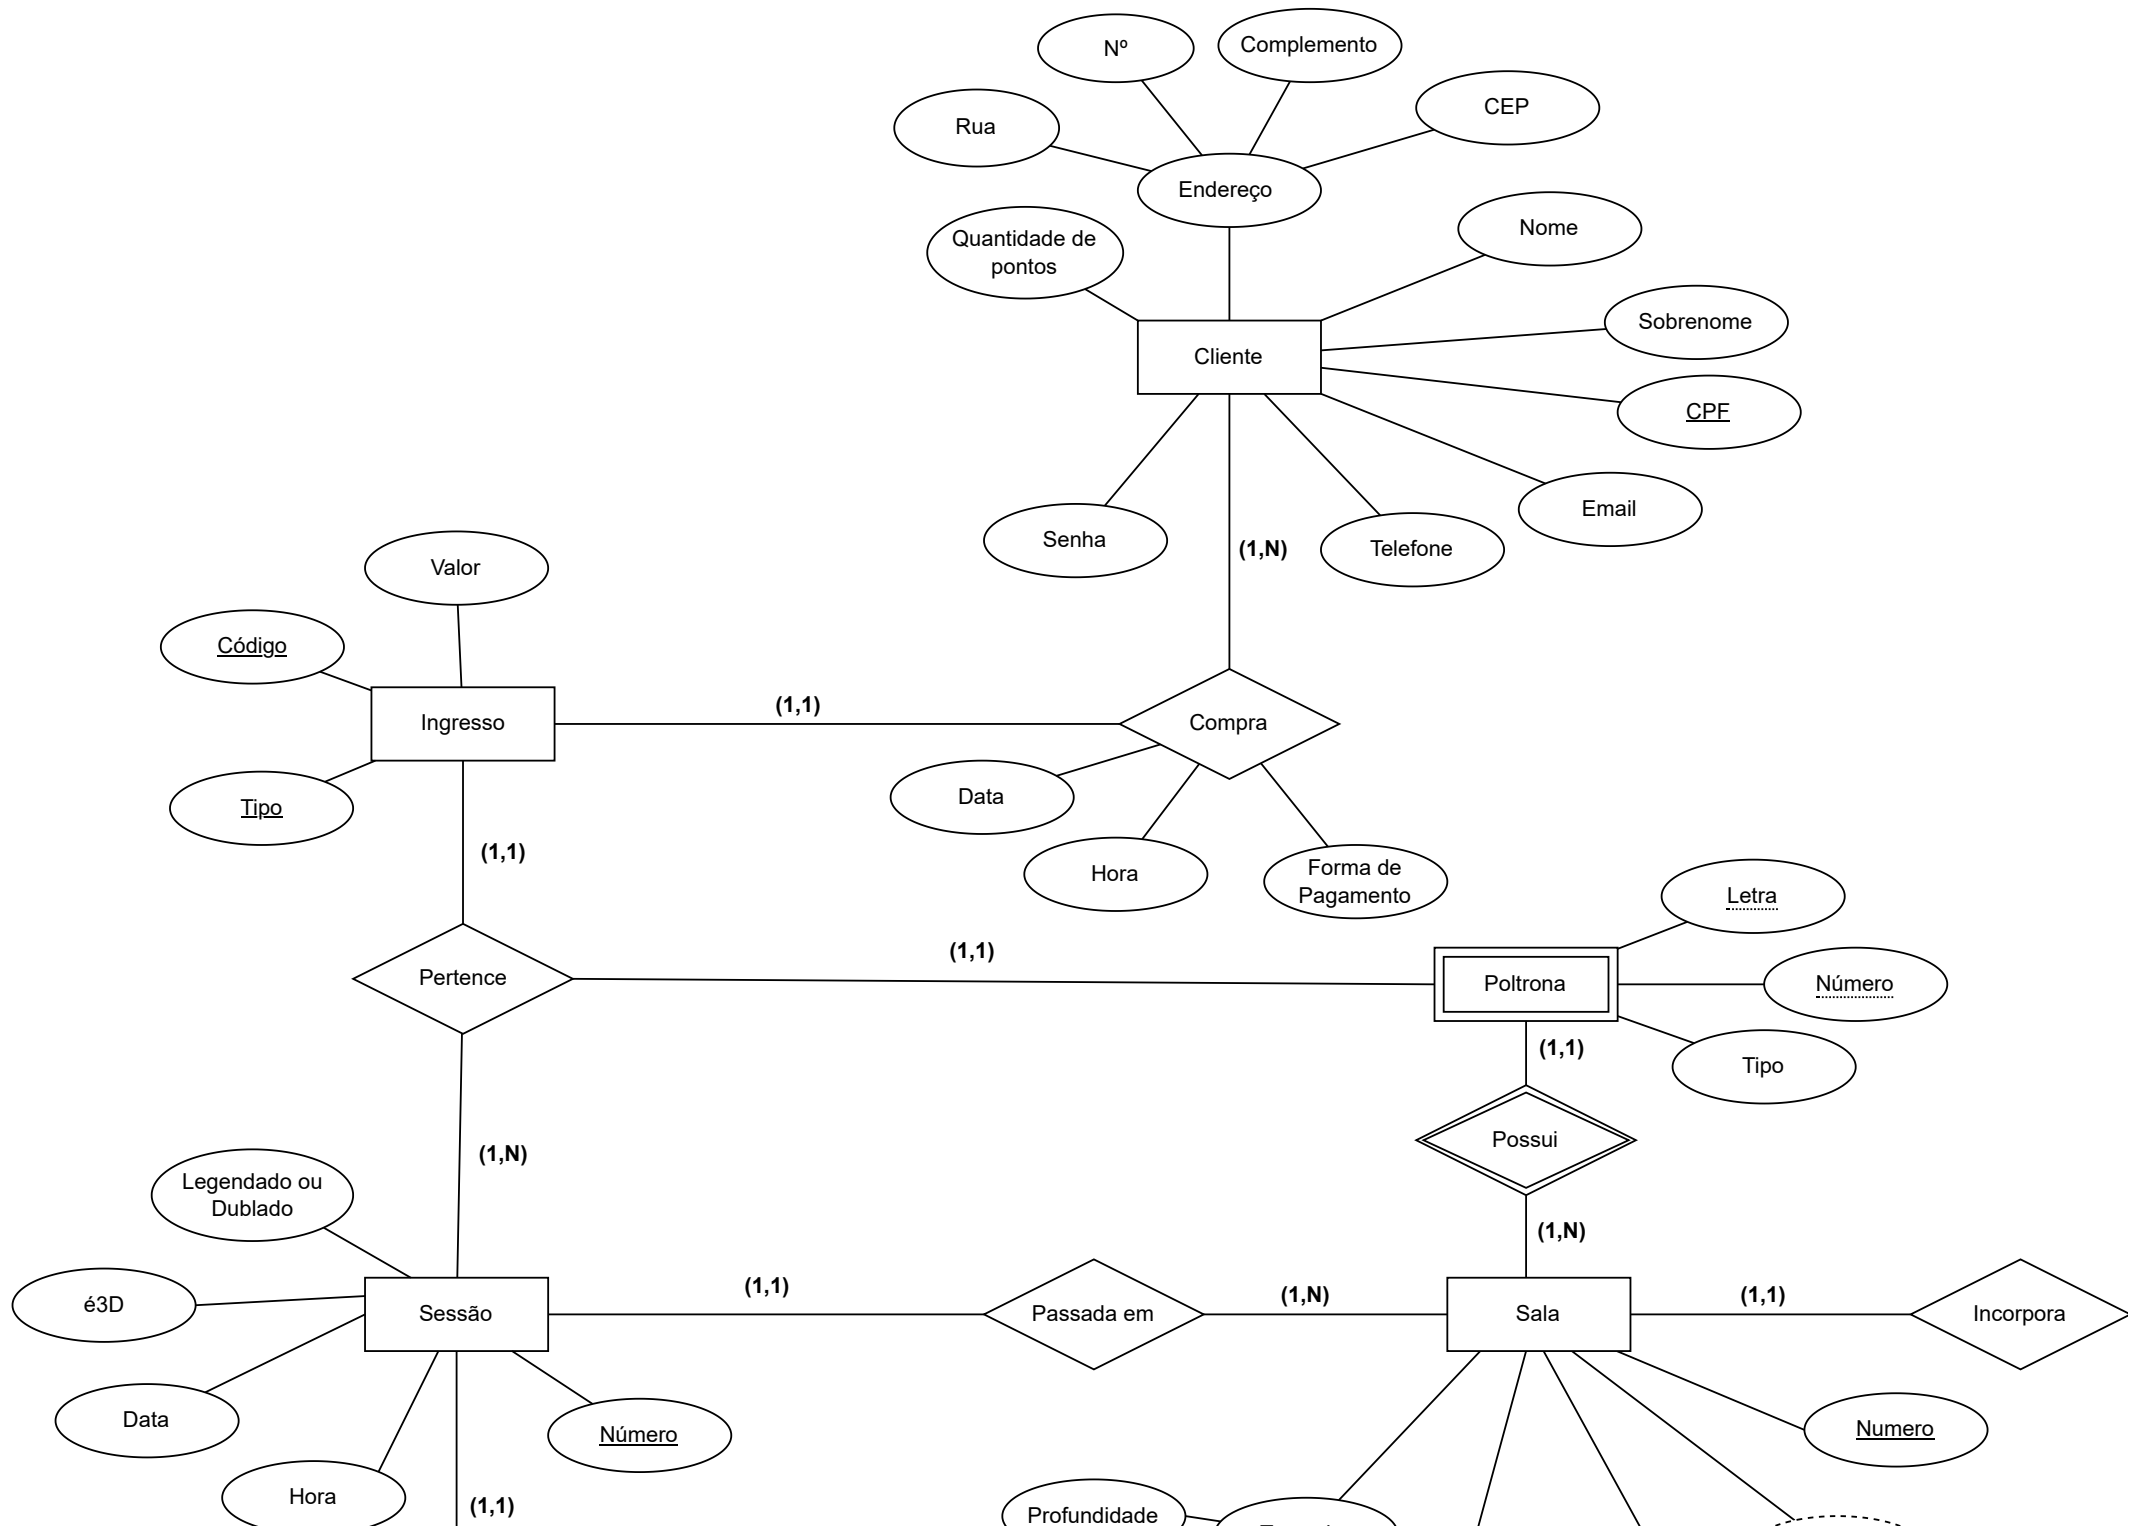 Nº
Complemento
CEP
Rua
Endereço
Nome
Quantidade de
pontos
Sobrenome
Cliente
CPF
Email
Senha
(1,N)
Telefone
Valor
Código
(1,1)
Ingresso
Compra
Data
Tipo
(1,1)
Hora
Forma de
Pagamento
Letra
(1,1)
Pertence
Poltrona
Número
(1,1)
Tipo
Possui
(1,N)
Legendado ou
Dublado
(1,N)
(1,1)
(1,N)
(1,1)
é3D
Sessão
Passada em
Sala
Incorpora
Data
Número
Numero
Hora
(1,1)
Profundidade